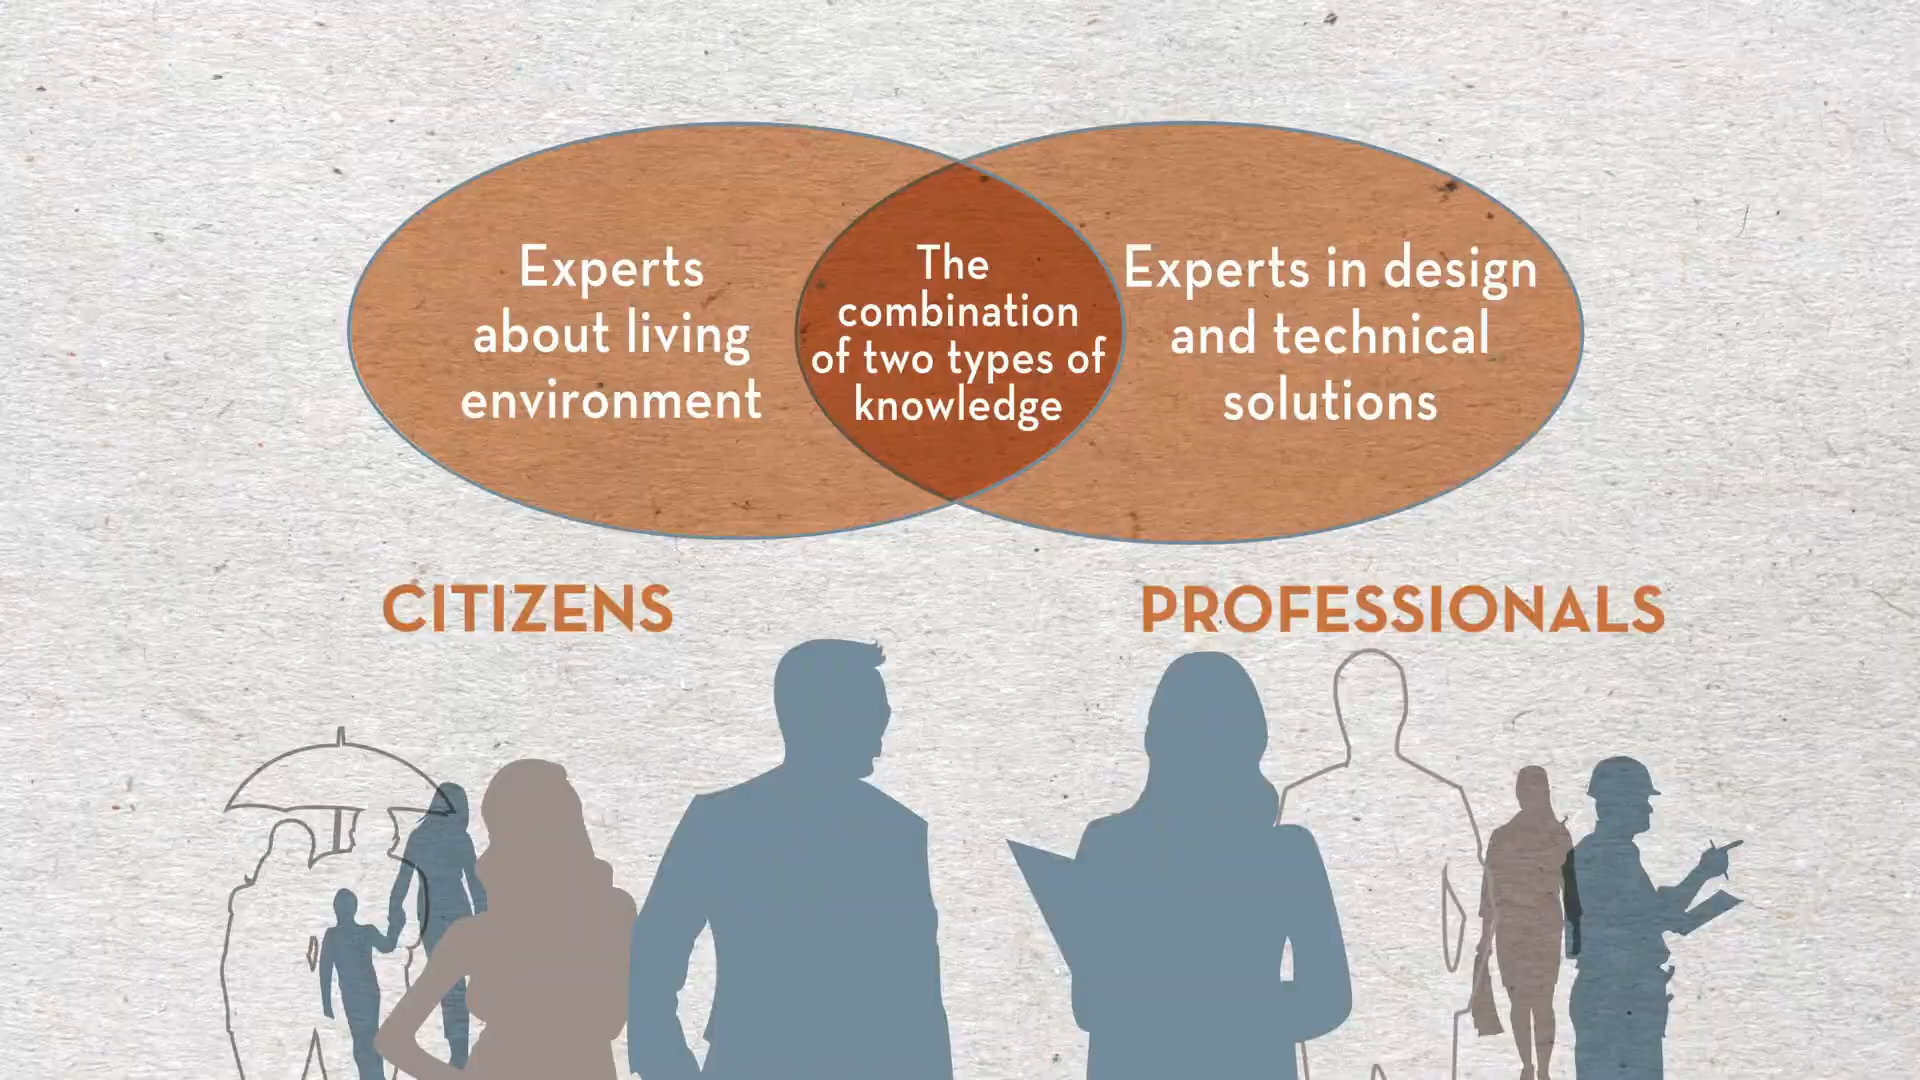 Experts
about living
environment
The
combination
of two types of
knowledge
Experts in design
and technical
solutions
CITIZENS
PROFESSIONALS